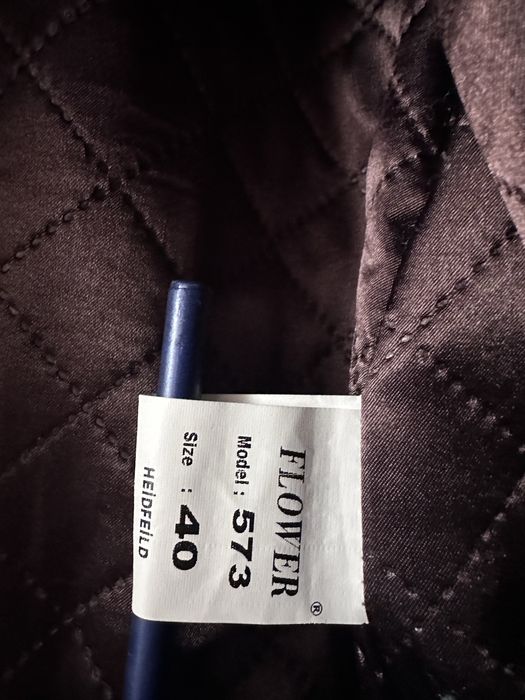 FLOWER ®
Model: 573
Size : 40
HEiDFEiLD